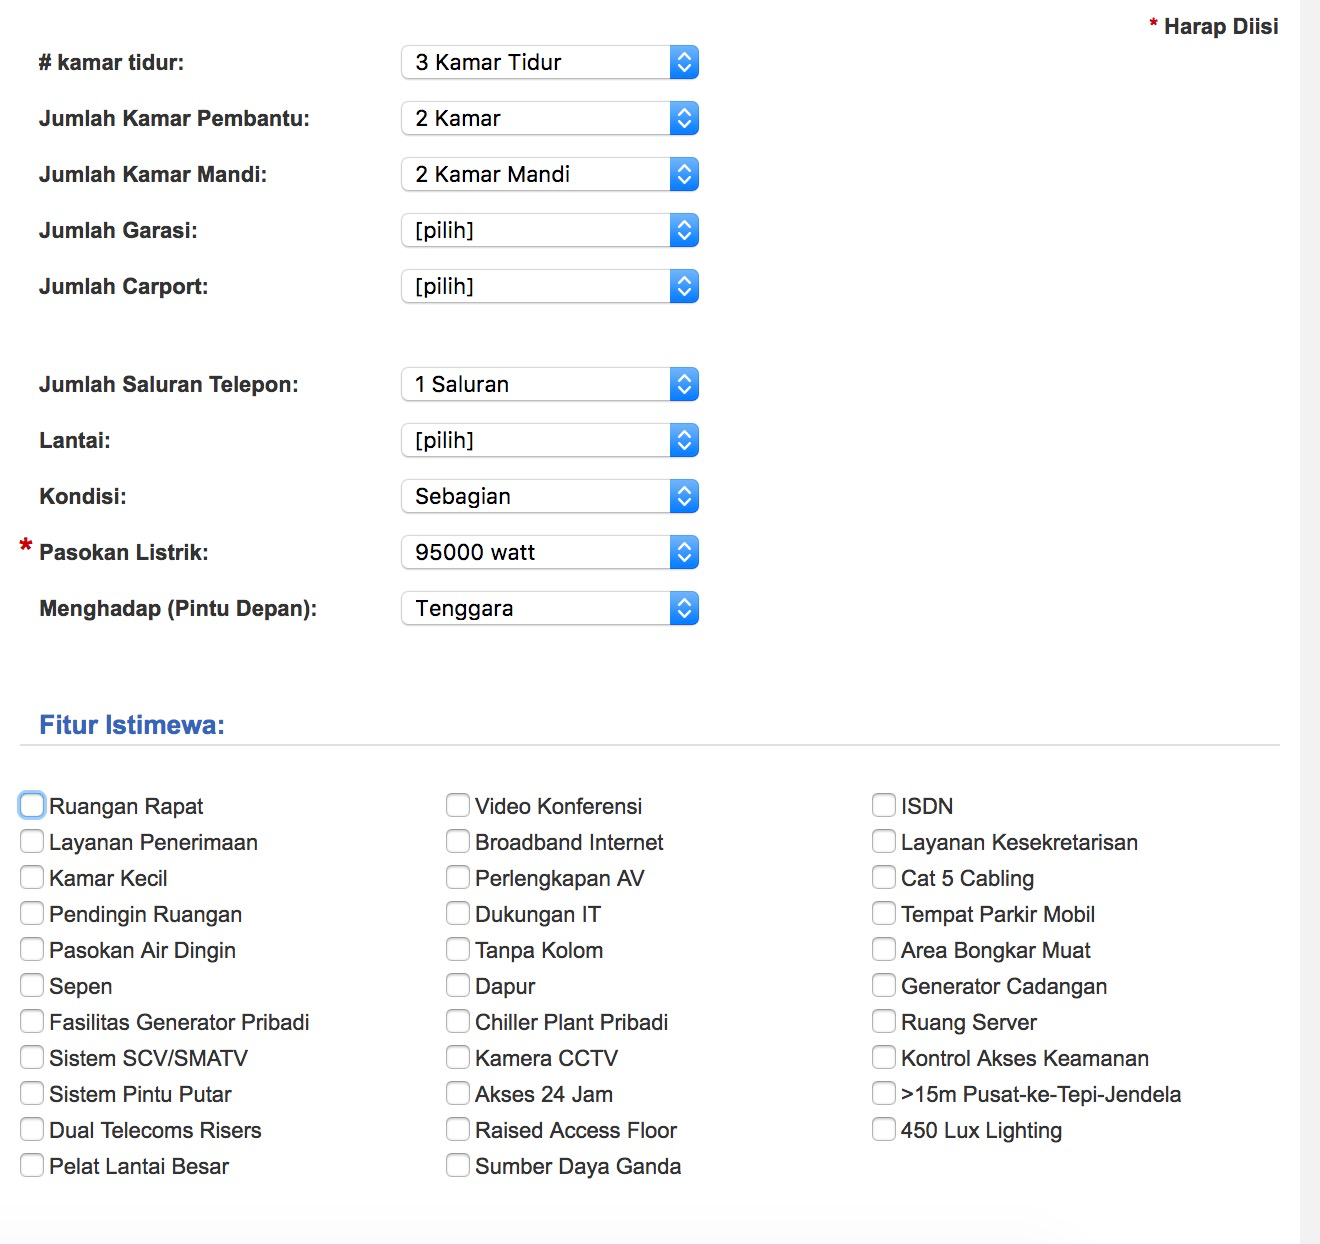 * Harap Diisi
# kamar tidur: 3 Kamar Tidur
Jumlah Kamar Pembantu: 2 Kamar
Jumlah Kamar Mandi: 2 Kamar Mandi
Jumlah Garasi: [pilih]
Jumlah Carport: [pilih]
Jumlah Saluran Telepon: 1 Saluran
Lantai: [pilih]
Kondisi: Sebagian
* Pasokan Listrik: 95000 watt
Menghadap (Pintu Depan): Tenggara
Fitur Istimewa:
Ruangan Rapat Video Konferensi ISDN
Layanan Penerimaan Broadband Internet Layanan Kesekretarisan
Kamar Kecil Perlengkapan AV Cat 5 Cabling
Pendingin Ruangan Dukungan IT Tempat Parkir Mobil
Pasokan Air Dingin Tanpa Kolom Area Bongkar Muat
Sepen Dapur Generator Cadangan
Fasilitas Generator Pribadi Chiller Plant Pribadi Ruang Server
Sistem SCV/SMATV Kamera CCTV Kontrol Akses Keamanan
Sistem Pintu Putar Akses 24 Jam >15m Pusat-ke-Tepi-Jendela
Dual Telecoms Risers Raised Access Floor 450 Lux Lighting
Pelat Lantai Besar Sumber Daya Ganda